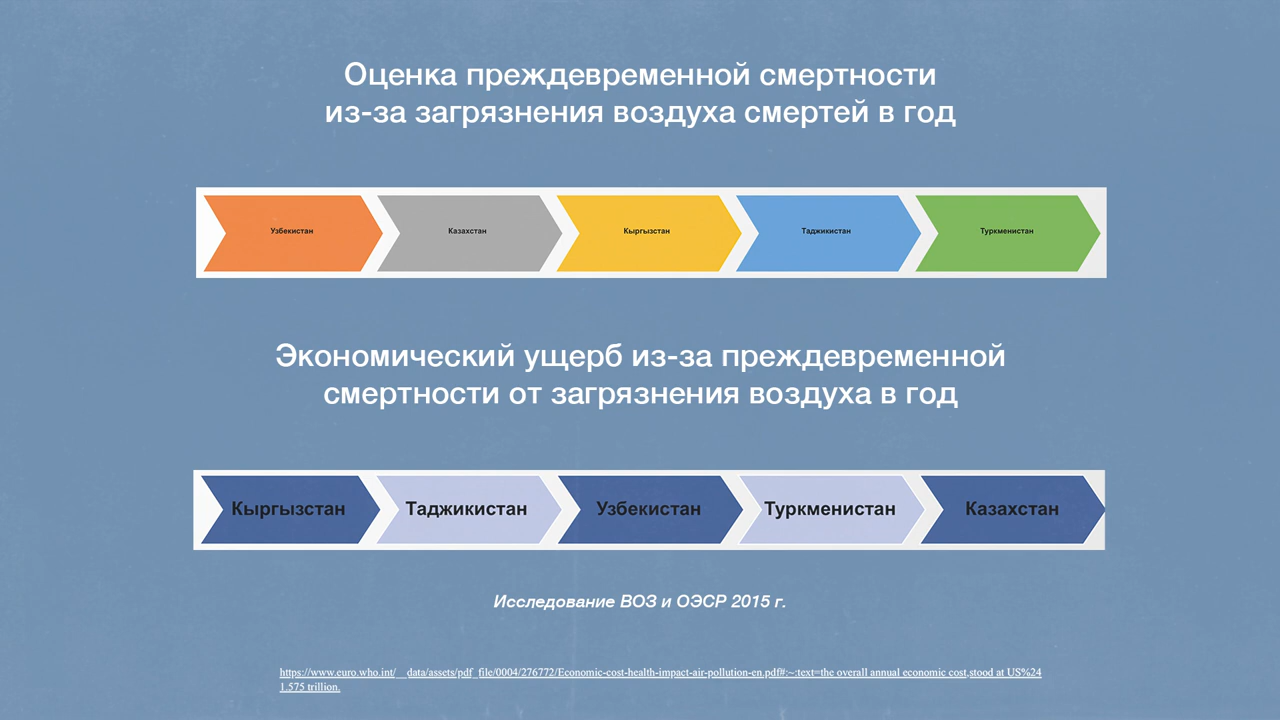 Оценка преждевременной смертности
из-за загрязнения воздуха смертей в год
Узбекистан
Казахстан
Кыргызстан
Таджикистан
Туркменистан
Экономический ущерб из-за преждевременной
смертности от загрязнения воздуха в год
Кыргызстан
Таджикистан
Узбекистан
Туркменистан
Казахстан
Исследование ВОЗ и ОЭСР 2015 г.
https://www.euro.who.int/__data/assets/pdf_file/0004/276772/Economic-cost-health-impact-air-pollution-en.pdf#:~:text=the overall annual economic cost,stood at US%24
1.575 trillion.